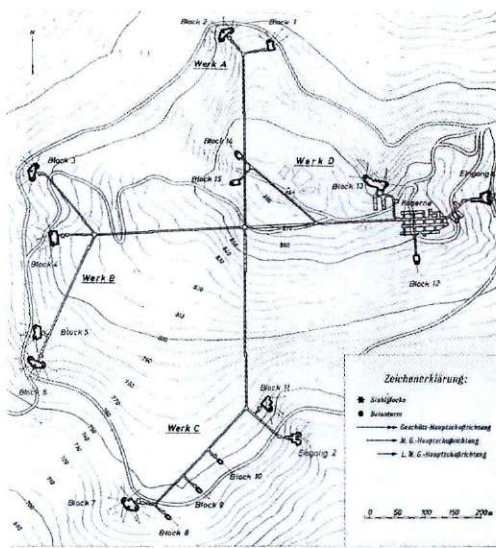 N
Block 2
Block 1
Werk A
Block 14
Block 15
Werk D
Block 13
Kaserne
Eingang 1
Block 3
Block 12
Block 4
Werk B
Block 5
Block 6
Block 11
Werk C
Eingang 2
Block 10
Block 9
Block 7
Block 8
Zeichenerklärung:
Stahlglocke
Betonturm
Geschütz-Hauptschußrichtung
M. G.-Hauptschußrichtung
L. M. G.-Hauptschußrichtung
0 50 100 150 200 m